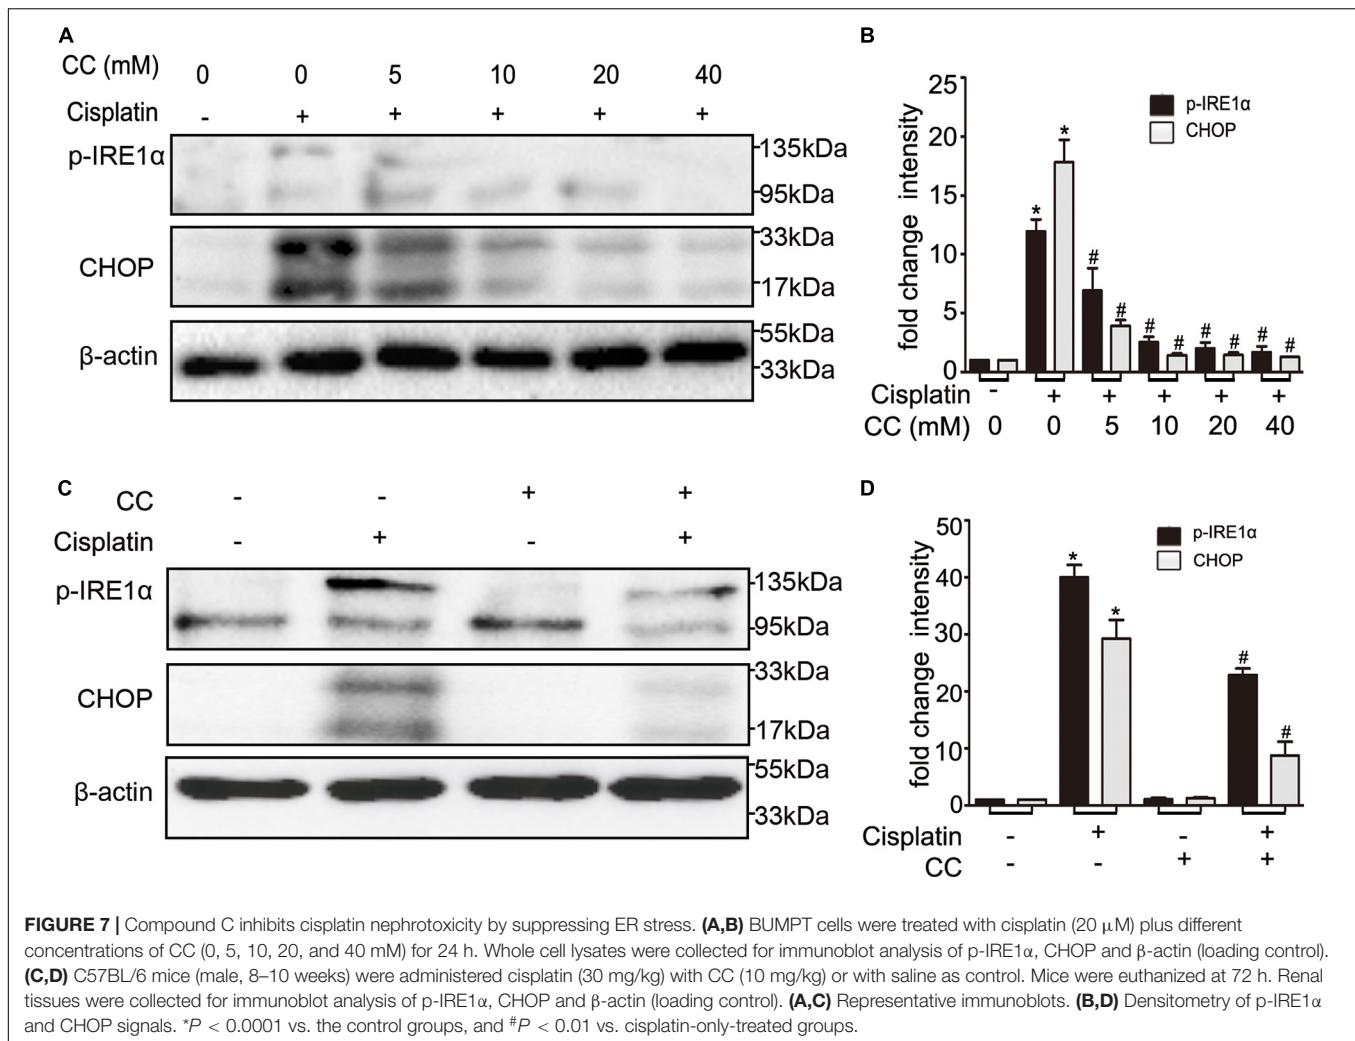 A
CC (mM) 0 0 5 10 20 40
Cisplatin - + + + + +
p-IRE1α 135kDa
95kDa
CHOP 33kDa
17kDa
β-actin 55kDa
33kDa
B
fold change intensity
25
20
15
10
5
0
p-IRE1α
CHOP
* * # # # # # # # #
Cisplatin - + + + + +
CC (mM) 0 0 5 10 20 40
C
CC - - + +
Cisplatin - + - +
p-IRE1α 135kDa
95kDa
CHOP 33kDa
17kDa
β-actin 55kDa
33kDa
D
fold change intensity
50
40
30
20
10
0
p-IRE1α
CHOP
* * # #
Cisplatin - + - +
CC - - + +
FIGURE 7 | Compound C inhibits cisplatin nephrotoxicity by suppressing ER stress. (A,B) BUMPT cells were treated with cisplatin (20 μM) plus different
concentrations of CC (0, 5, 10, 20, and 40 mM) for 24 h. Whole cell lysates were collected for immunoblot analysis of p-IRE1α, CHOP and β-actin (loading control).
(C,D) C57BL/6 mice (male, 8–10 weeks) were administered cisplatin (30 mg/kg) with CC (10 mg/kg) or with saline as control. Mice were euthanized at 72 h. Renal
tissues were collected for immunoblot analysis of p-IRE1α, CHOP and β-actin (loading control). (A,C) Representative immunoblots. (B,D) Densitometry of p-IRE1α
and CHOP signals. *P < 0.0001 vs. the control groups, and #P < 0.01 vs. cisplatin-only-treated groups.